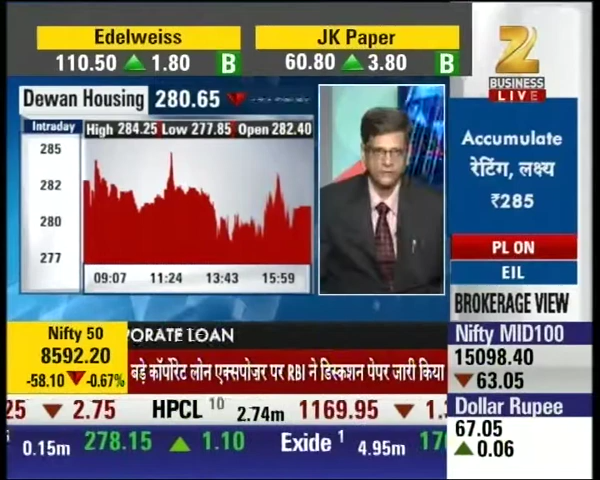 Edelweiss
110.50 ▲ 1.80 B
JK Paper
60.80 ▲ 3.80 B
Z
BUSINESS
LIVE
Dewan Housing 280.65 ▼
Intraday
High 284.25 Low 277.85 Open 282.40
285
282
280
277
09:07 11:24 13:43 15:59
Accumulate
रेटिंग, लक्ष्य
₹285
PL ON
EIL
BROKERAGE VIEW
Nifty 50
8592.20
-58.10 ▼ -0.67%
PORATE LOAN
बड़े कॉर्पोरेट लोन एक्सपोजर पर RBI ने डिस्कशन पेपर जारी किया
Nifty MID100
15098.40
▼ 63.05
Dollar Rupee
67.05
▲ 0.06
25 ▼ 2.75 HPCL 10 2.74m 1169.95 ▼ 1.
0.15m 278.15 ▲ 1.10 Exide 1 4.95m